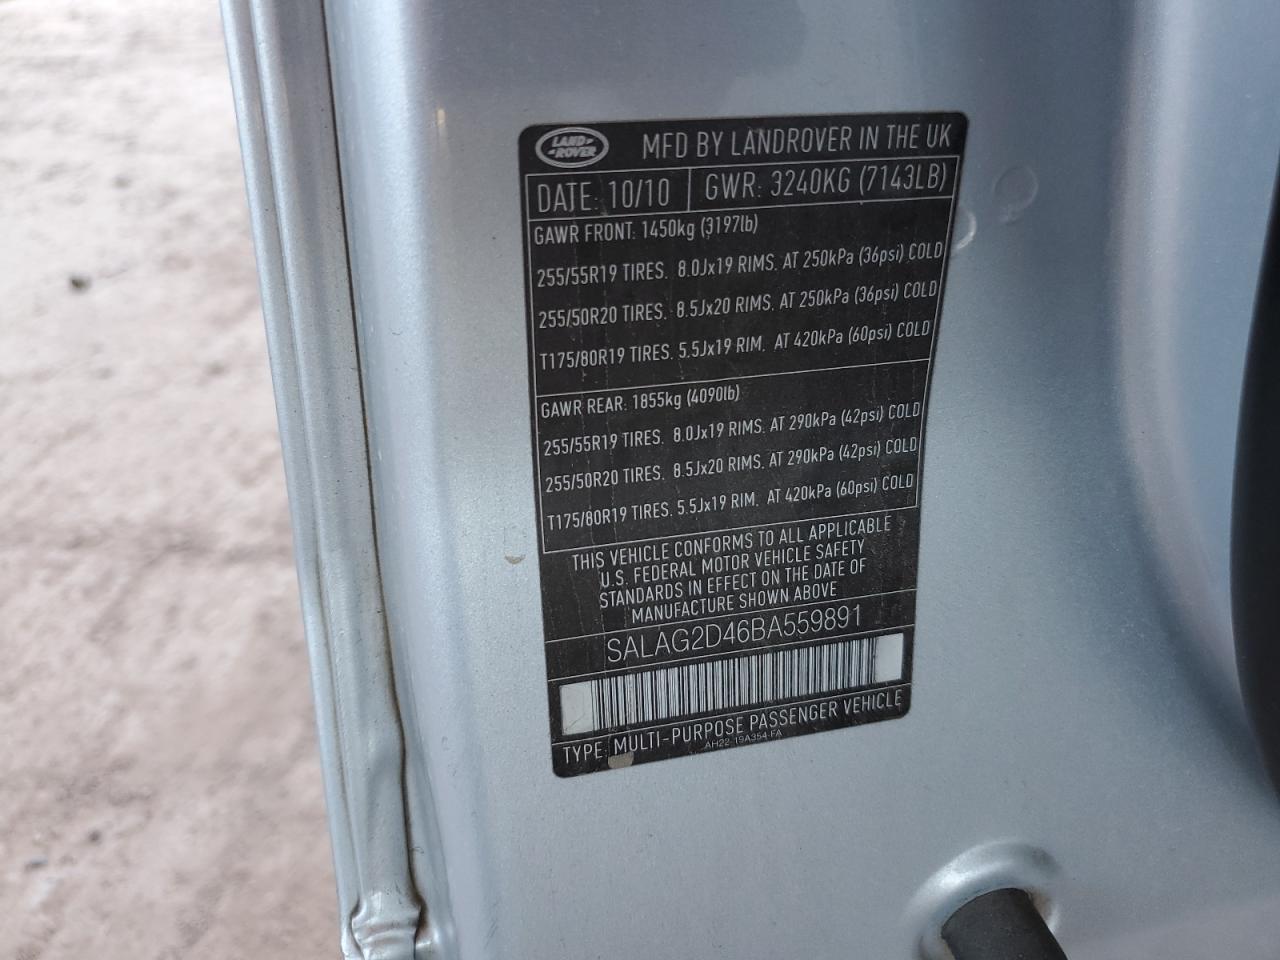 LAND-
-ROVER
MFD BY LANDROVER IN THE UK
DATE: 10/10 GWR: 3240KG (7143LB)
GAWR FRONT: 1450kg (3197lb)
255/55R19 TIRES. 8.0Jx19 RIMS. AT 250kPa (36psi) COLD
255/50R20 TIRES. 8.5Jx20 RIMS. AT 250kPa (36psi) COLD
T175/80R19 TIRES. 5.5Jx19 RIM. AT 420kPa (60psi) COLD
GAWR REAR: 1855kg (4090lb)
255/55R19 TIRES. 8.0Jx19 RIMS. AT 290kPa (42psi) COLD
255/50R20 TIRES. 8.5Jx20 RIMS. AT 290kPa (42psi) COLD
T175/80R19 TIRES. 5.5Jx19 RIM. AT 420kPa (60psi) COLD
THIS VEHICLE CONFORMS TO ALL APPLICABLE
U.S. FEDERAL MOTOR VEHICLE SAFETY
STANDARDS IN EFFECT ON THE DATE OF
MANUFACTURE SHOWN ABOVE
SALAG2D46BA559891
TYPE: MULTI-PURPOSE PASSENGER VEHICLE
AH22-19A354-FA